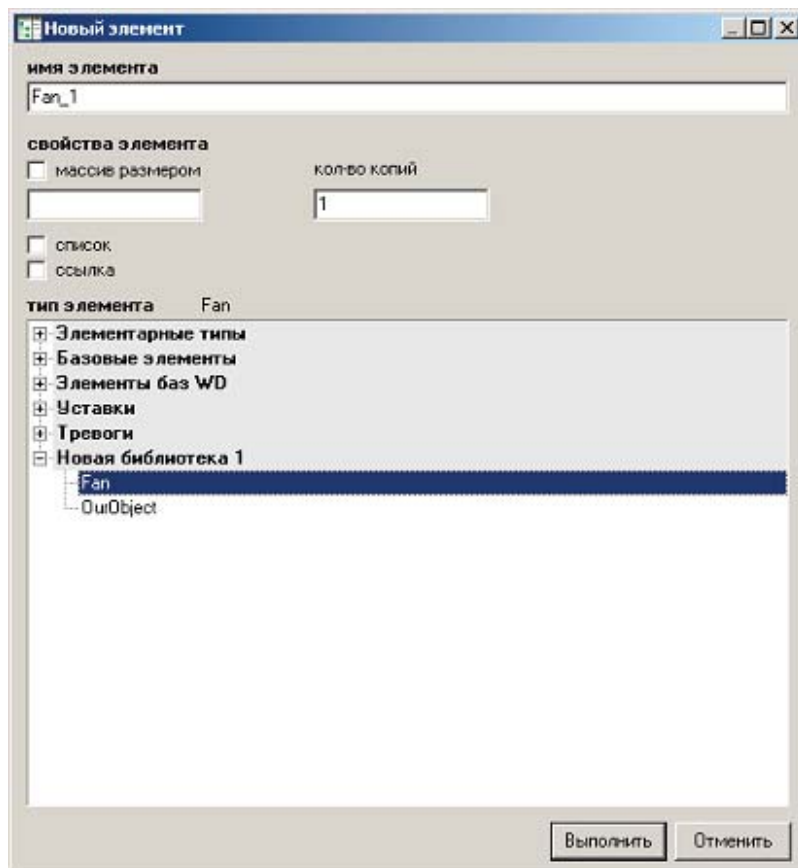 Новый элемент
имя элемента
Fan_1
свойства элемента
массив размером кол-во копий
1
список
ссылка
тип элемента Fan
Элементарные типы
Базовые элементы
Элементы баз WD
Уставки
Тревоги
Новая библиотека 1
Fan
OurObject
Выполнить Отменить